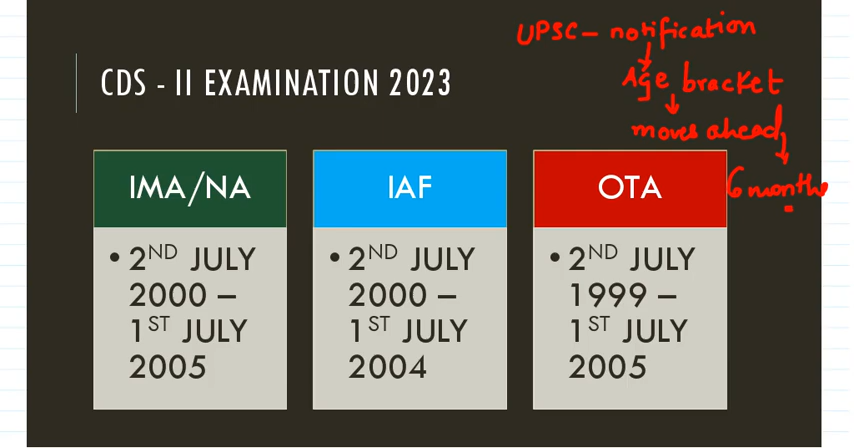 UPSC – notification
CDS - II EXAMINATION 2023
Age bracket
moves ahead
6 months
IMA/NA
• 2ND JULY
2000 –
1ST JULY
2005
IAF
• 2ND JULY
2000 –
1ST JULY
2004
OTA
• 2ND JULY
1999 –
1ST JULY
2005